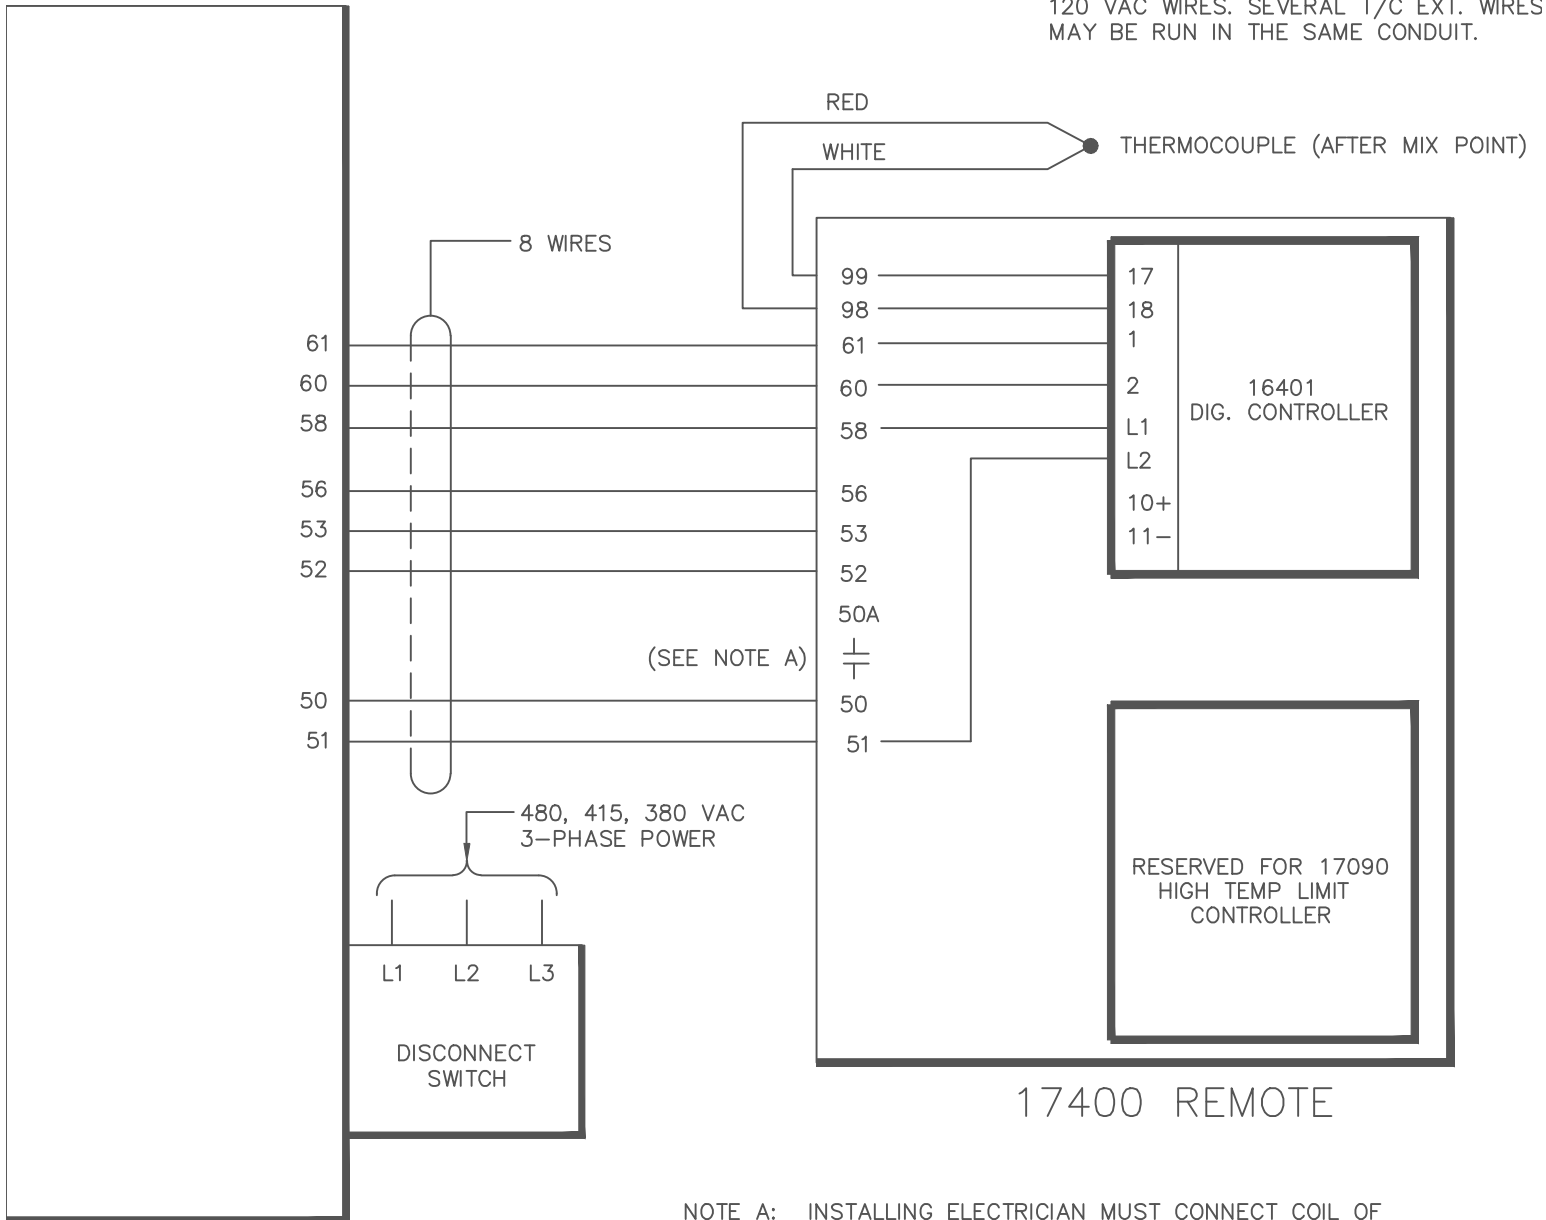 120 VAC WIRES. SEVERAL T/C EXT. WIRES
MAY BE RUN IN THE SAME CONDUIT.
RED
WHITE
THERMOCOUPLE (AFTER MIX POINT)
8 WIRES
61
60
58
56
53
52
50
51
(SEE NOTE A)
99
98
61
60
58
56
53
52
50A
50
51
17
18
1
2
L1
L2
10+
11-
16401
DIG. CONTROLLER
480, 415, 380 VAC
3-PHASE POWER
L1 L2 L3
DISCONNECT
SWITCH
RESERVED FOR 17090
HIGH TEMP LIMIT
CONTROLLER
17400 REMOTE
NOTE A: INSTALLING ELECTRICIAN MUST CONNECT COIL OF